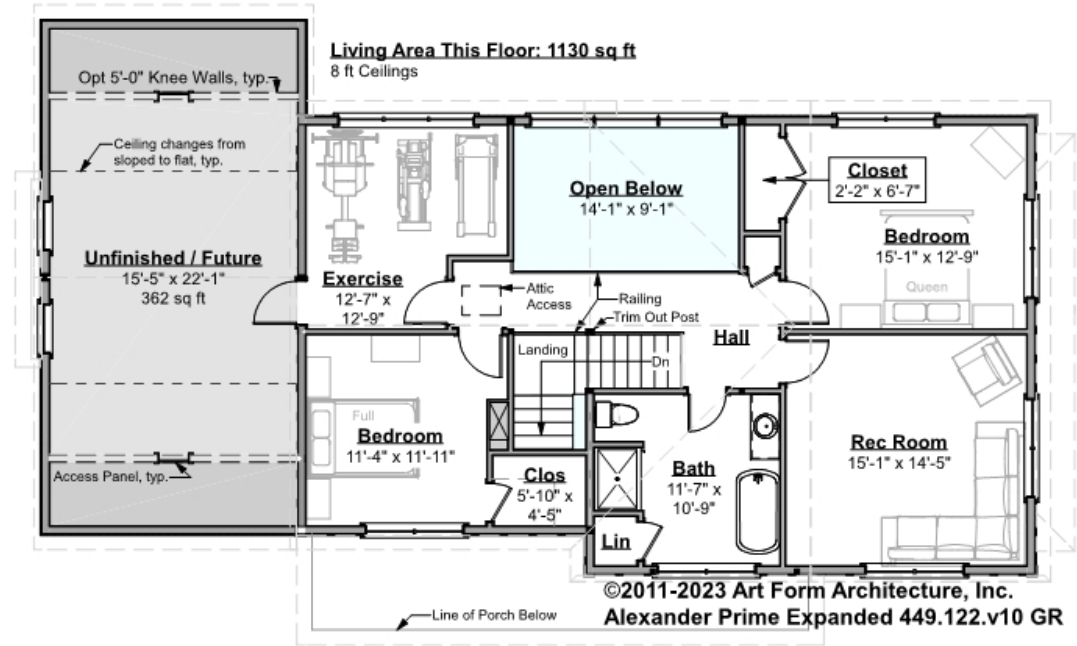 Living Area This Floor: 1130 sq ft
8 ft Ceilings
Opt 5'-0" Knee Walls, typ.
Ceiling changes from
sloped to flat, typ.
Unfinished / Future
15'-5" x 22'-1"
362 sq ft
Exercise
12'-7" x
12'-9"
Open Below
14'-1" x 9'-1"
Closet
2'-2" x 6'-7"
Bedroom
15'-1" x 12'-9"
Queen
Attic
Access
Railing
Trim Out Post
Hall
Landing
Dn
Full
Bedroom
11'-4" x 11'-11"
Clos
5'-10" x
4'-5"
Bath
11'-7" x
10'-9"
Lin
Rec Room
15'-1" x 14'-5"
Access Panel, typ.
Line of Porch Below
©2011-2023 Art Form Architecture, Inc.
Alexander Prime Expanded 449.122.v10 GR